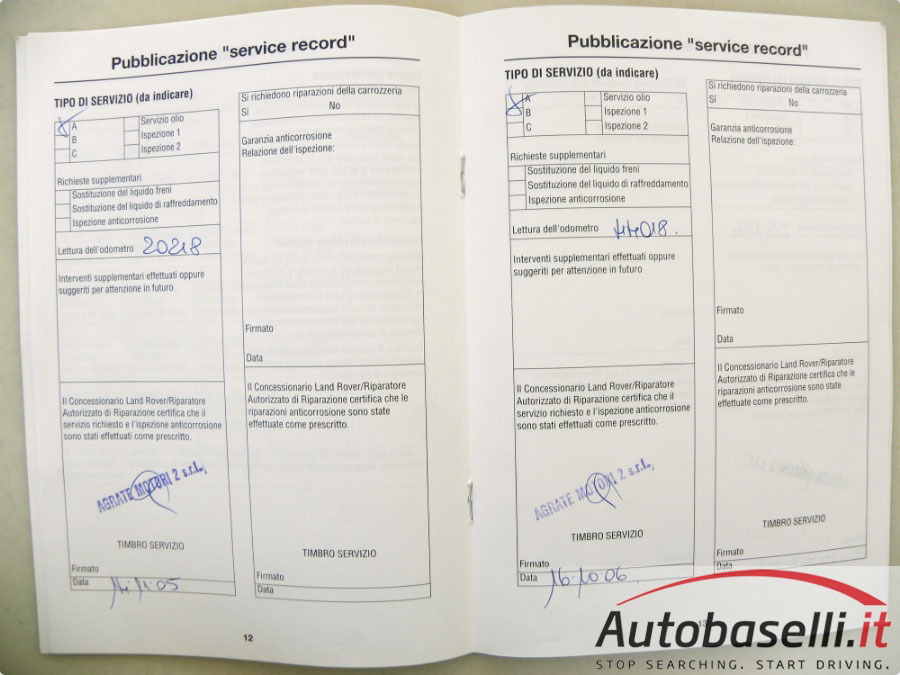 Pubblicazione "service record"
TIPO DI SERVIZIO (da indicare)
A
B
C
Servizio olio
Ispezione 1
Ispezione 2
Richieste supplementari
Sostituzione del liquido freni
Sostituzione del liquido di raffreddamento
Ispezione anticorrosione
Lettura dell'odometro 20218
Interventi supplementari effettuati oppure
suggeriti per attenzione in futuro
Il Concessionario Land Rover/Riparatore
Autorizzato di Riparazione certifica che il
servizio richiesto e l'ispezione anticorrosione
sono stati effettuati come prescritto.
AGRATE MOTORI 2 s.r.l.
TIMBRO SERVIZIO
Firmato
Data 14.11.05
Si richiedono riparazioni della carrozzeria
Sí No
Garanzia anticorrosione
Relazione dell'ispezione:
Firmato
Data
Il Concessionario Land Rover/Riparatore
Autorizzato di Riparazione certifica che le
riparazioni anticorrosione sono state
effettuate come prescritto.
TIMBRO SERVIZIO
Firmato
Data
12
Pubblicazione "service record"
TIPO DI SERVIZIO (da indicare)
A
B
C
Servizio olio
Ispezione 1
Ispezione 2
Richieste supplementari
Sostituzione del liquido freni
Sostituzione del liquido di raffreddamento
Ispezione anticorrosione
Lettura dell'odometro 44018.
Interventi supplementari effettuati oppure
suggeriti per attenzione in futuro
Il Concessionario Land Rover/Riparatore
Autorizzato di Riparazione certifica che il
servizio richiesto e l'ispezione anticorrosione
sono stati effettuati come prescritto.
AGRATE MOTORI 2 s.r.l.
TIMBRO SERVIZIO
Firmato
Data 16.10.06.
Si richiedono riparazioni della carrozzeria
Sí No
Garanzia anticorrosione
Relazione dell'ispezione:
Firmato
Data
Il Concessionario Land Rover/Riparatore
Autorizzato di Riparazione certifica che le
riparazioni anticorrosione sono state
effettuate come prescritto.
TIMBRO SERVIZIO
Firmato
Data
13
Autobaselli.it
STOP SEARCHING. START DRIVING.